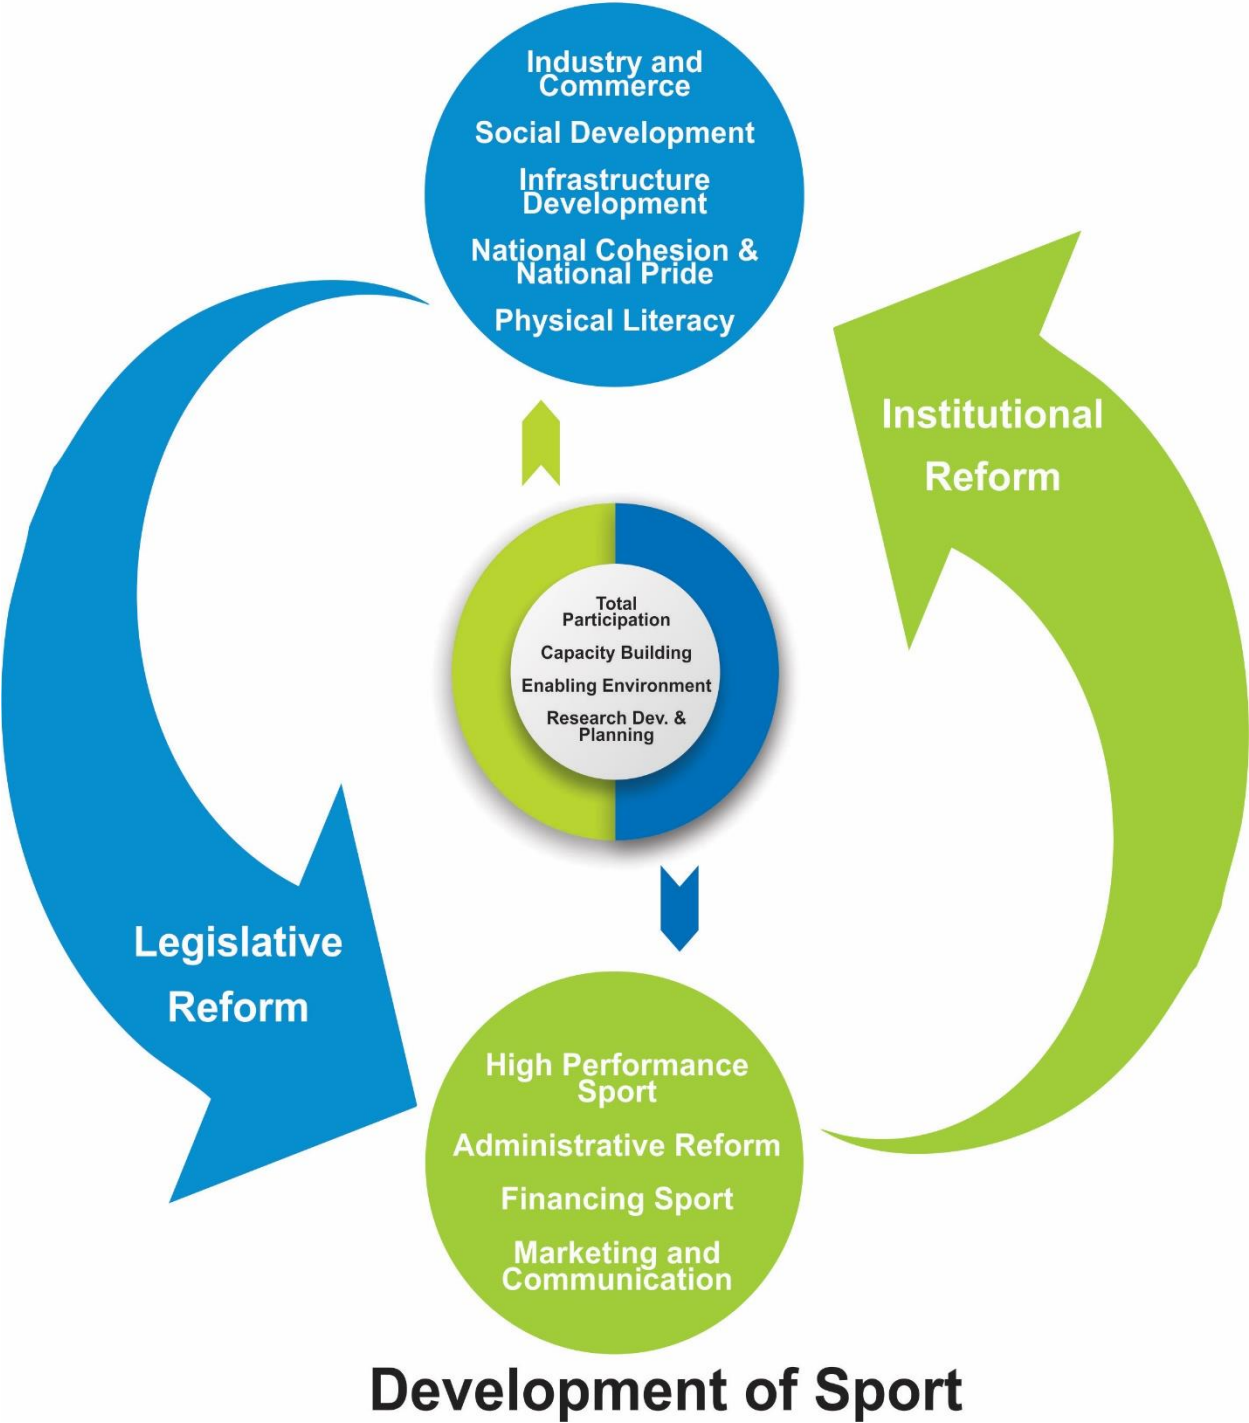 Industry and
Commerce
Social Development
Infrastructure
Development
National Cohesion &
National Pride
Physical Literacy
Institutional
Reform
Total
Participation
Capacity Building
Enabling Environment
Research Dev. &
Planning
Legislative
Reform
High Performance
Sport
Administrative Reform
Financing Sport
Marketing and
Communication
Development of Sport